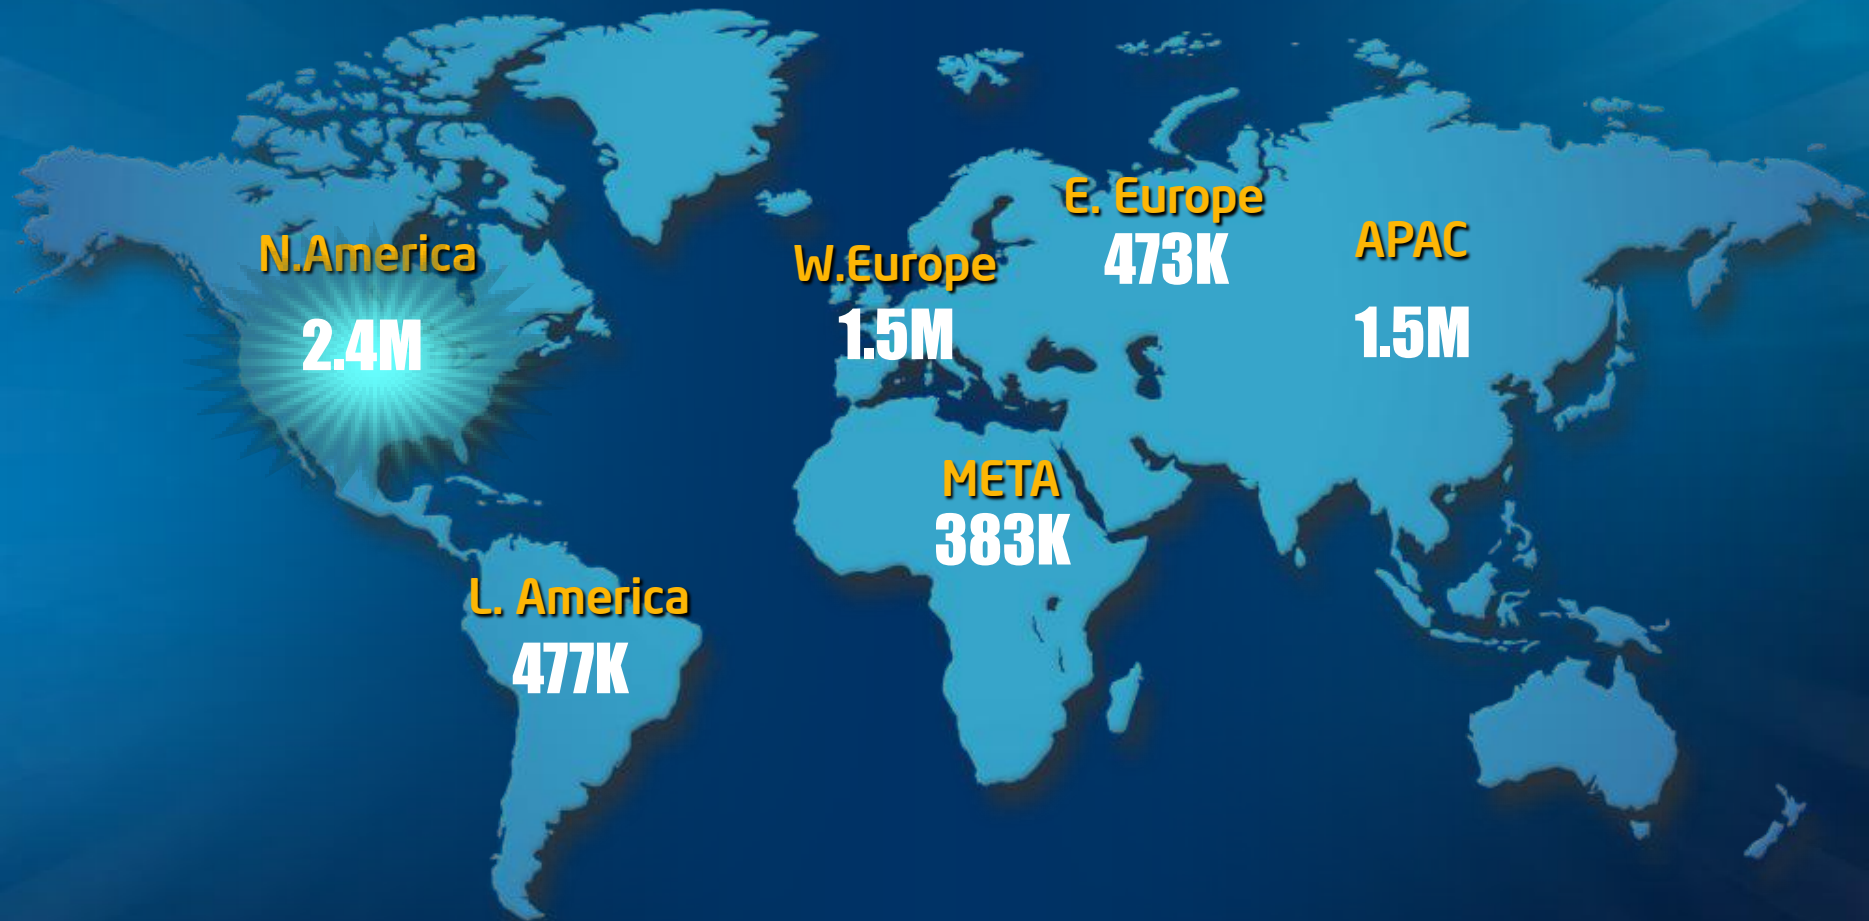 N.America
2.4M
W.Europe
1.5M
E. Europe
473K
APAC
1.5M
META
383K
L. America
477K